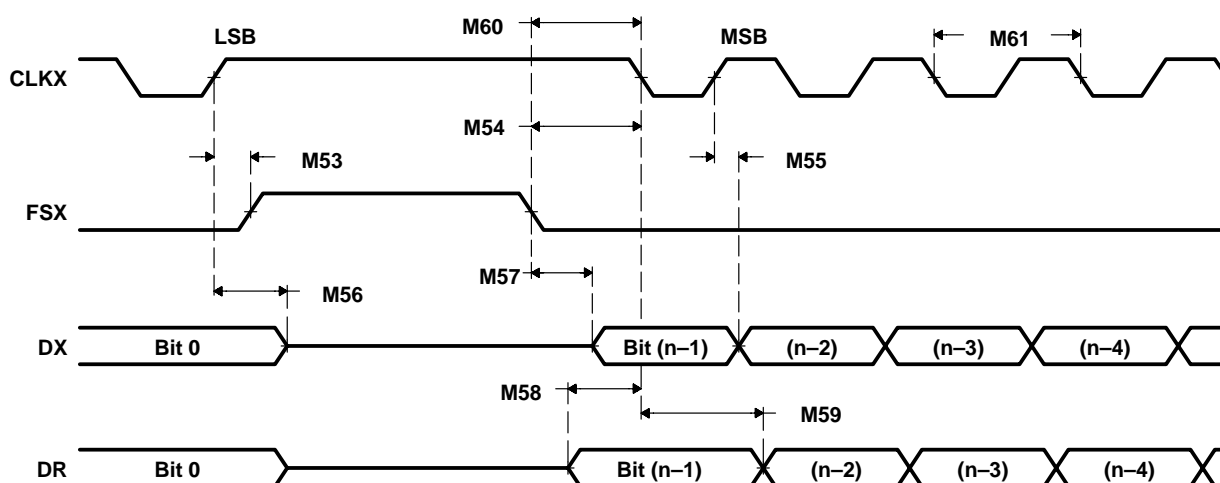 M60
LSB
MSB
M61
CLKX
M54
M53
M55
FSX
M57
M56
DX
Bit 0
Bit (n–1)
(n–2)
(n–3)
(n–4)
M58
M59
DR
Bit 0
Bit (n–1)
(n–2)
(n–3)
(n–4)